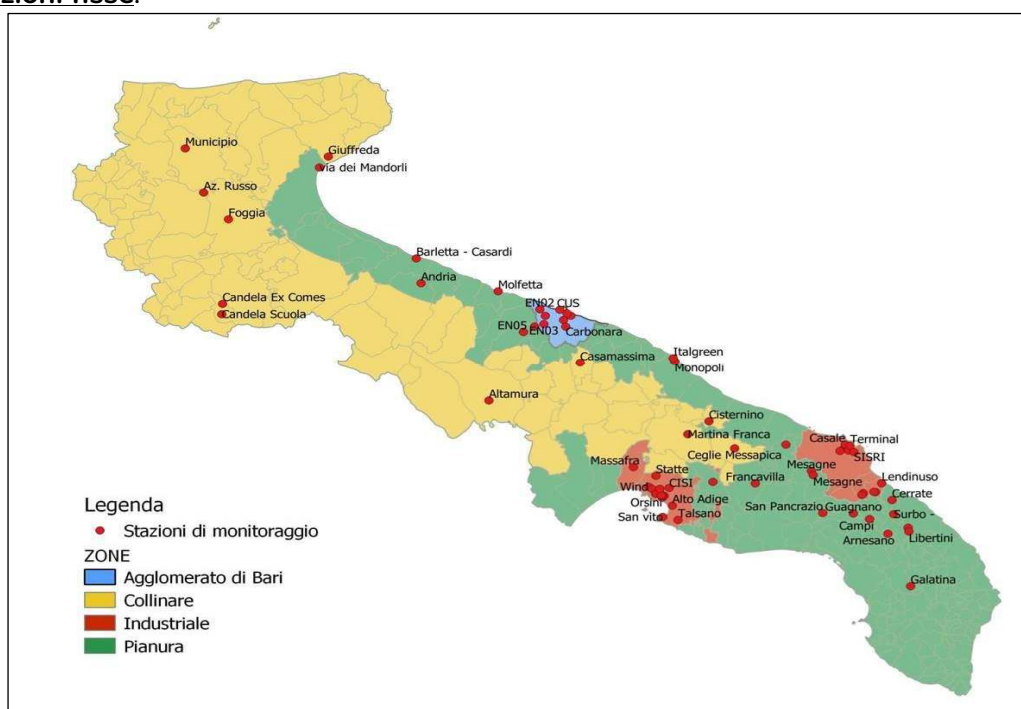 Municipio
Giuffreda
via dei Mandorli
Az. Russo
Foggia
Barletta - Casardi
Andria
Molfetta
Candela Ex Comes
Candela Scuola
EN02 CUS
EN05 EN03 Carbonara
Casamassima
Italgreen
Monopoli
Altamura
Cisternino
Martina Franca
Ceglie Messapica
Casale Terminal
SISRI
Massafra
Statte
Mesagne
Mesagne
Lendinuso
Wind CISI
Francavilla
Cerrate
Orsini Alto Adige
San Pancrazio Guagnano
Surbo -
San vito Talsano
Campi
Arnesano Libertini
Galatina
Legenda
Stazioni di monitoraggio
ZONE
Agglomerato di Bari
Collinare
Industriale
Pianura